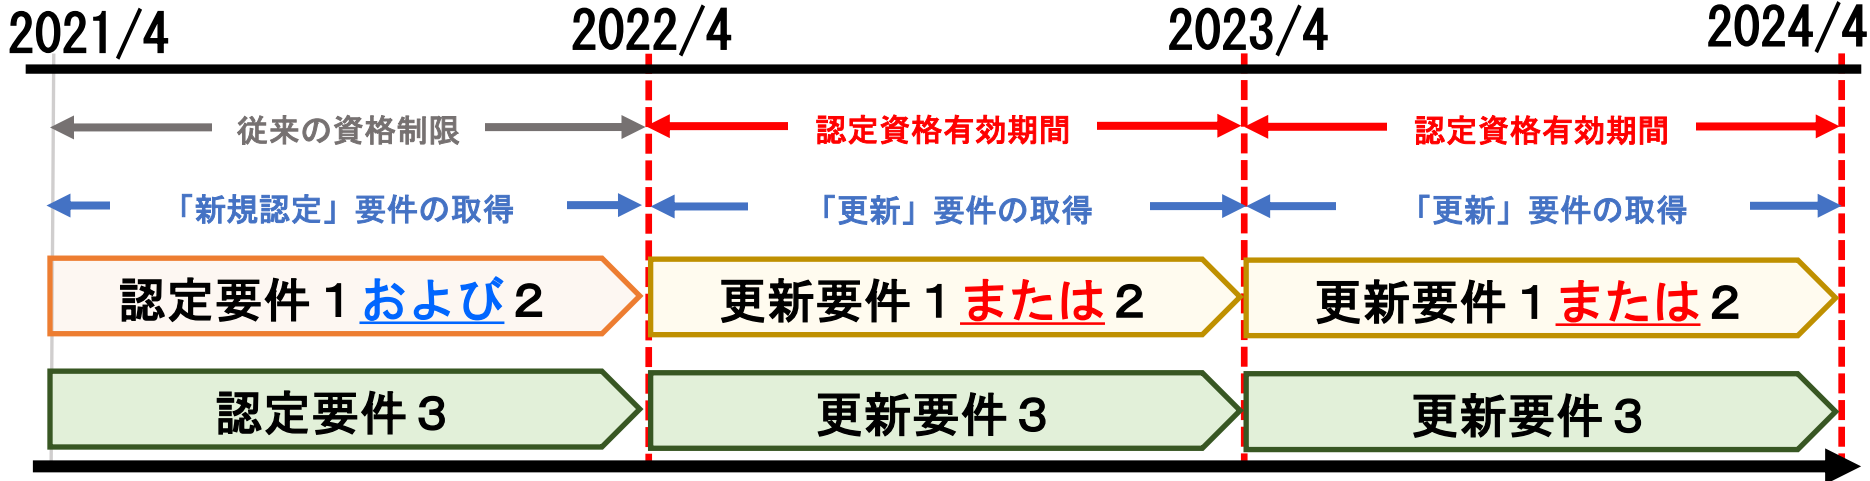 2021/4 2022/4 2023/4 2024/4
従来の資格制限 認定資格有効期間 認定資格有効期間
「新規認定」要件の取得 「更新」要件の取得 「更新」要件の取得
認定要件１および２ 更新要件１または２ 更新要件１または２
認定要件３ 更新要件３ 更新要件３